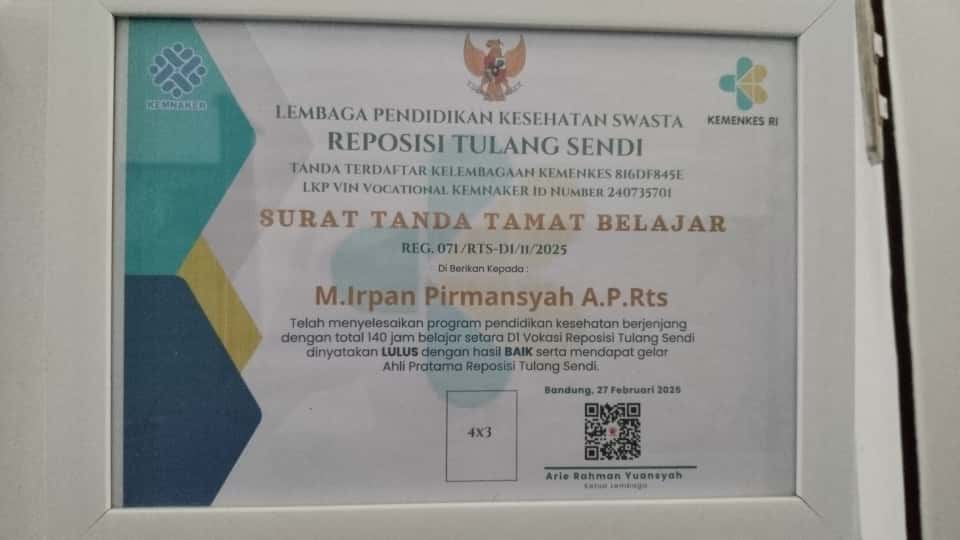 KEMNAKER
KEMENKES RI
LEMBAGA PENDIDIKAN KESEHATAN SWASTA
REPOSISI TULANG SENDI
TANDA TERDAFTAR KELEMBAGAAN KEMENKES 816DF845E
LKP VIN VOCATIONAL KEMNAKER ID NUMBER 240735701
SURAT TANDA TAMAT BELAJAR
REG. 071/RTS-D1/11/2025
Di Berikan Kepada :
M.Irpan Pirmansyah A.P.Rts
Telah menyelesaikan program pendidikan kesehatan berjenjang
dengan total 140 jam belajar setara D1 Vokasi Reposisi Tulang Sendi
dinyatakan LULUS dengan hasil BAIK serta mendapat gelar
Ahli Pratama Reposisi Tulang Sendi.
Bandung, 27 Februari 2025
4X3
Arie Rahman Yuansyah
Ketua Lembaga